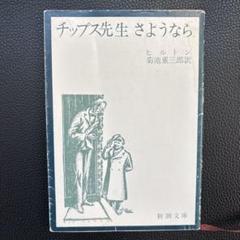 チップス先生 さようなら
ヒルトン
菊池重三郎訳
新潮文庫